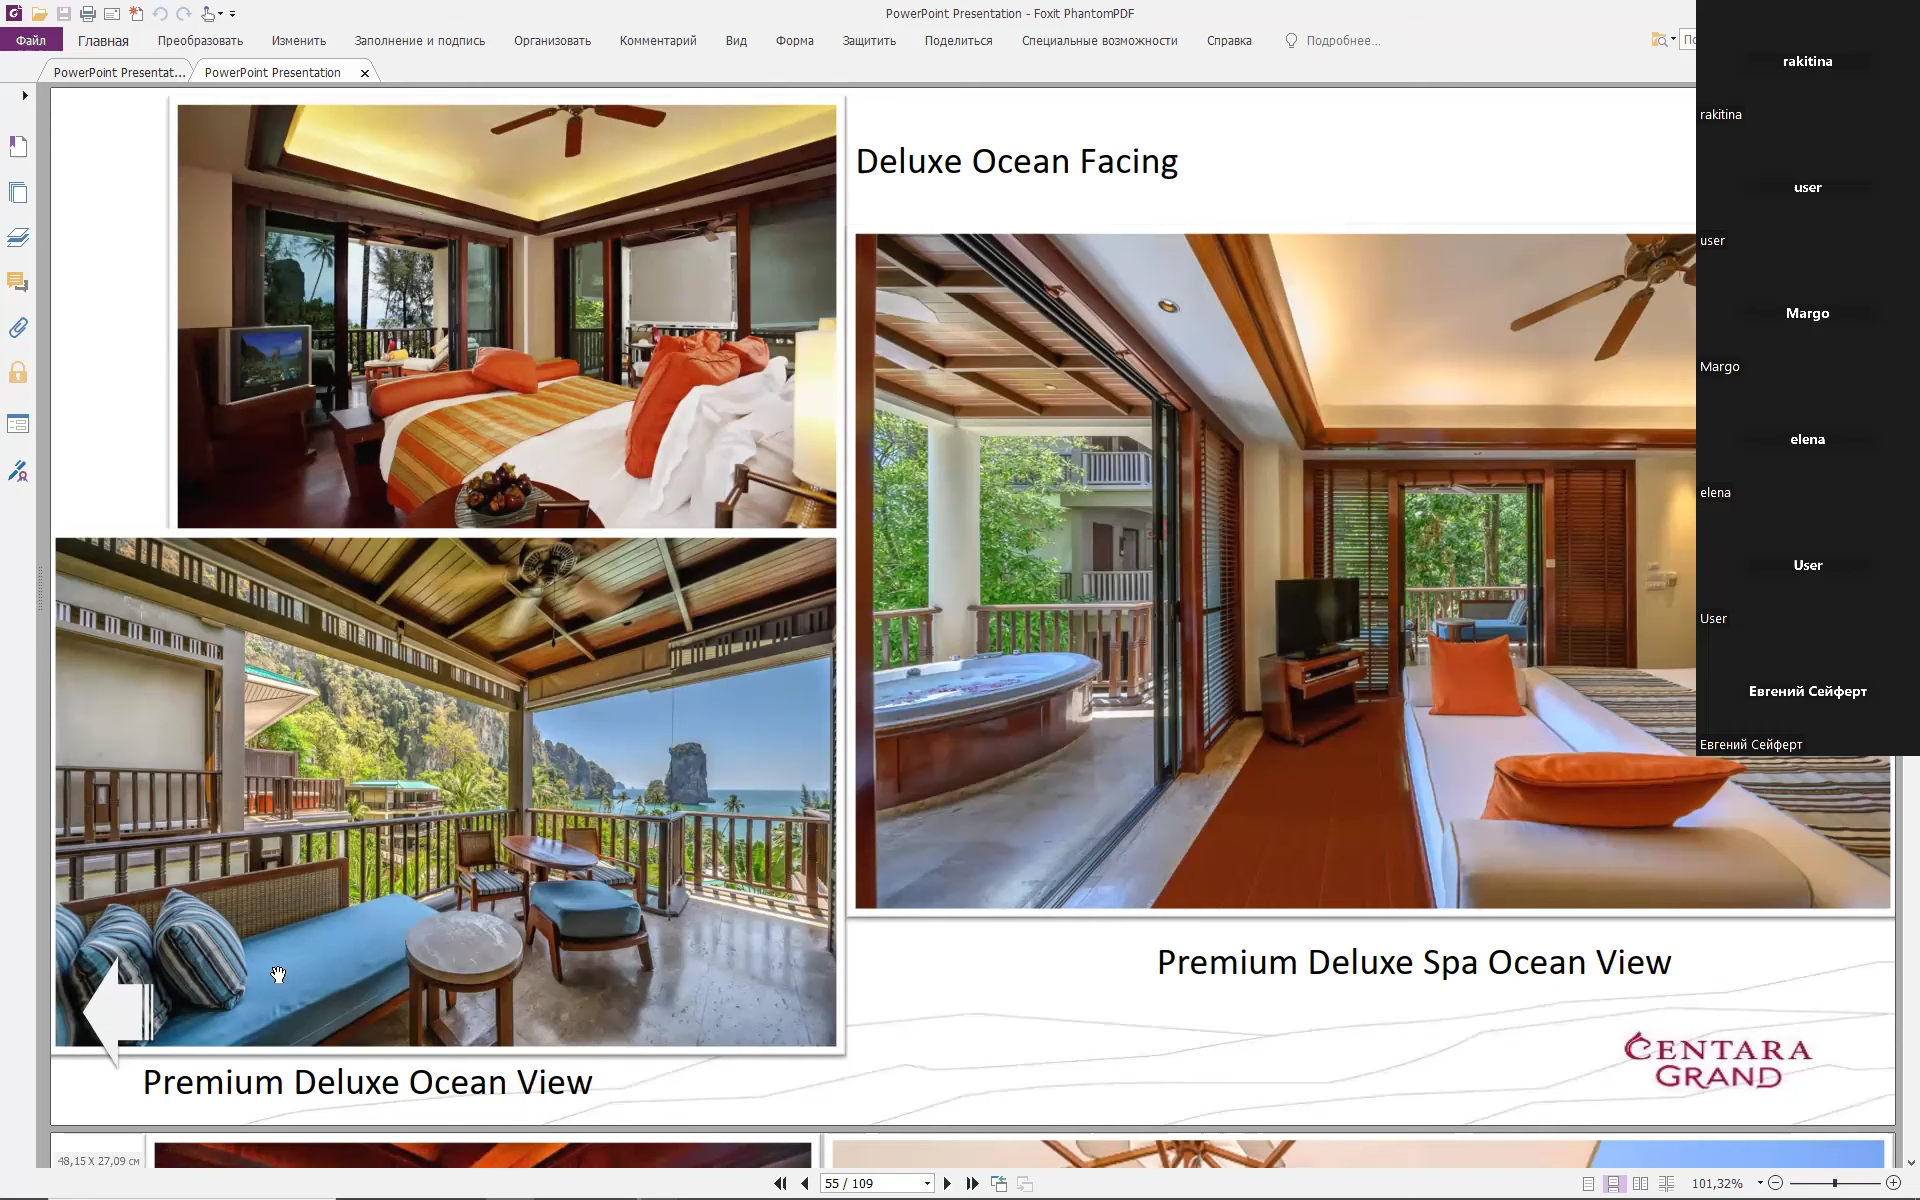 PowerPoint Presentation - Foxit PhantomPDF
Файл
Главная
Преобразовать
Изменить
Заполнение и подпись
Организовать
Комментарий
Вид
Форма
Защитить
Поделиться
Специальные возможности
Справка
Подробнее...
По
PowerPoint Presentat...
PowerPoint Presentation
rakitina
rakitina
user
user
Margo
Margo
elena
elena
User
User
Евгений Сейферт
Евгений Сейферт
Deluxe Ocean Facing
Premium Deluxe Spa Ocean View
Premium Deluxe Ocean View
CENTARA
GRAND
48,15 X 27,09 см
55 / 109
101,32%